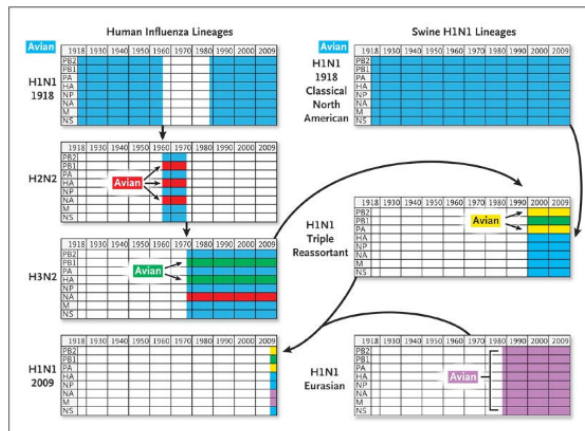 Human Influenza Lineages
Avian
1918 1930 1940 1950 1960 1970 1980 1990 2000 2009
H1N1
1918
PB2
PB1
PA
HA
NP
NA
M
NS
1918 1930 1940 1950 1960 1970 1980 1990 2000 2009
H2N2
PB2
PB1
PA
HA
NP
NA
M
NS
Avian
1918 1930 1940 1950 1960 1970 1980 1990 2000 2009
H3N2
PB2
PB1
PA
HA
NP
NA
M
NS
Avian
1918 1930 1940 1950 1960 1970 1980 1990 2000 2009
H1N1
2009
PB2
PB1
PA
HA
NP
NA
M
NS
Swine H1N1 Lineages
Avian
1918 1930 1940 1950 1960 1970 1980 1990 2000 2009
H1N1
1918
Classical
North
American
PB2
PB1
PA
HA
NP
NA
M
NS
1918 1930 1940 1950 1960 1970 1980 1990 2000 2009
H1N1
Triple
Reassortant
PB2
PB1
PA
HA
NP
NA
M
NS
Avian
1918 1930 1940 1950 1960 1970 1980 1990 2000 2009
H1N1
Eurasian
PB2
PB1
PA
HA
NP
NA
M
NS
Avian